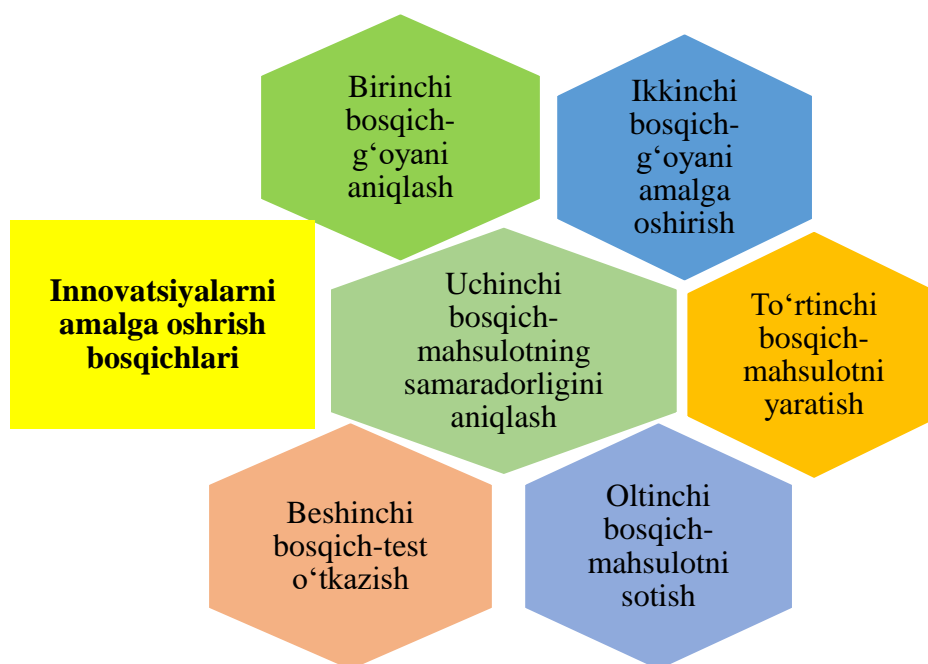 Birinchi
bosqich-
g‘oyani
aniqlash
Ikkinchi
bosqich-
g‘oyani
amalga
oshirish
Innovatsiyalarni
amalga oshrish
bosqichlari
Uchinchi
bosqich-
mahsulotning
samaradorligini
aniqlash
To‘rtinchi
bosqich-
mahsulotni
yaratish
Beshinchi
bosqich-test
o‘tkazish
Oltinchi
bosqich-
mahsulotni
sotish